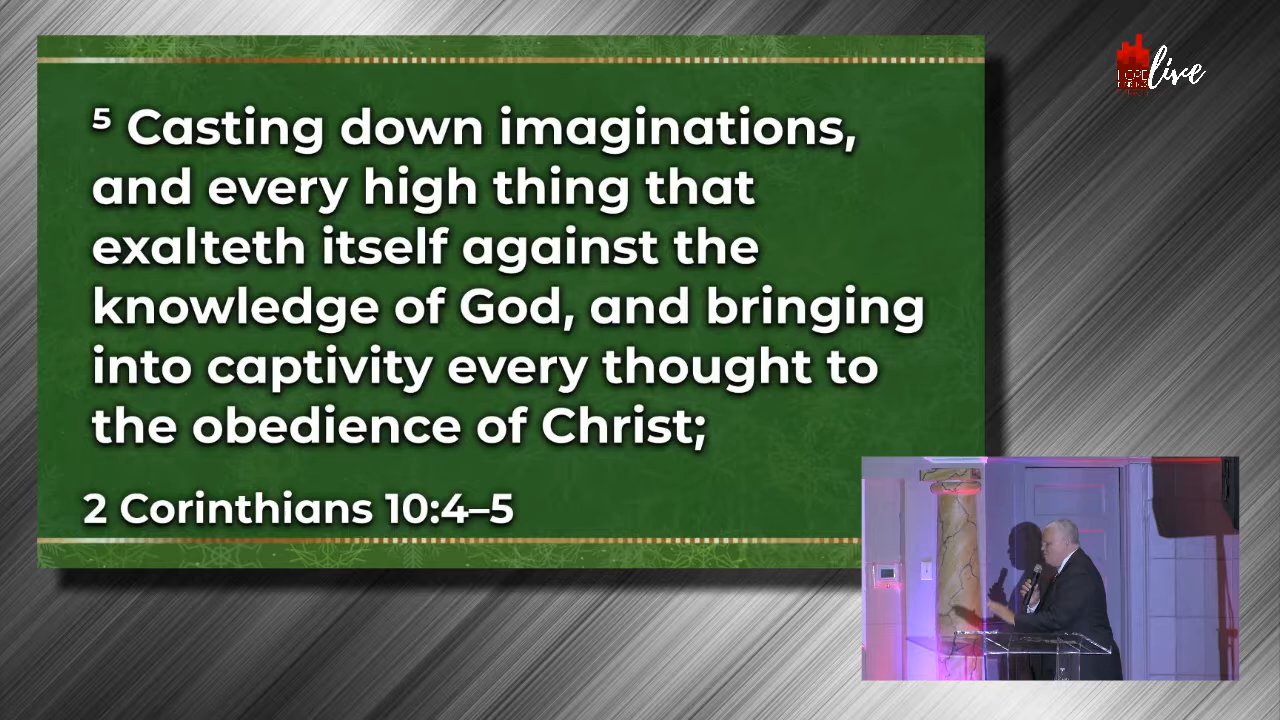 ⁵ Casting down imaginations,
and every high thing that
exalteth itself against the
knowledge of God, and bringing
into captivity every thought to
the obedience of Christ;
2 Corinthians 10:4–5
HOPE
live